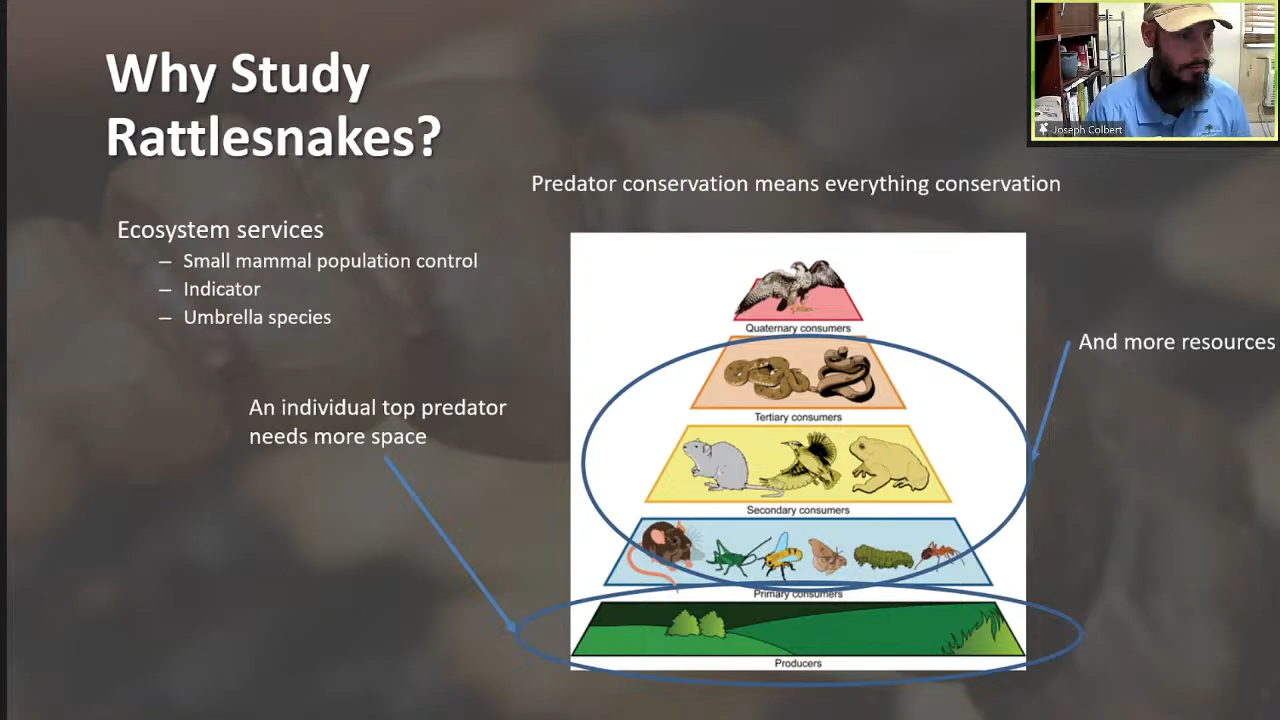 Why Study
Rattlesnakes?
Joseph Colbert
Predator conservation means everything conservation
Ecosystem services
– Small mammal population control
– Indicator
– Umbrella species
An individual top predator
needs more space
And more resources
Quaternary consumers
Tertiary consumers
Secondary consumers
Primary consumers
Producers